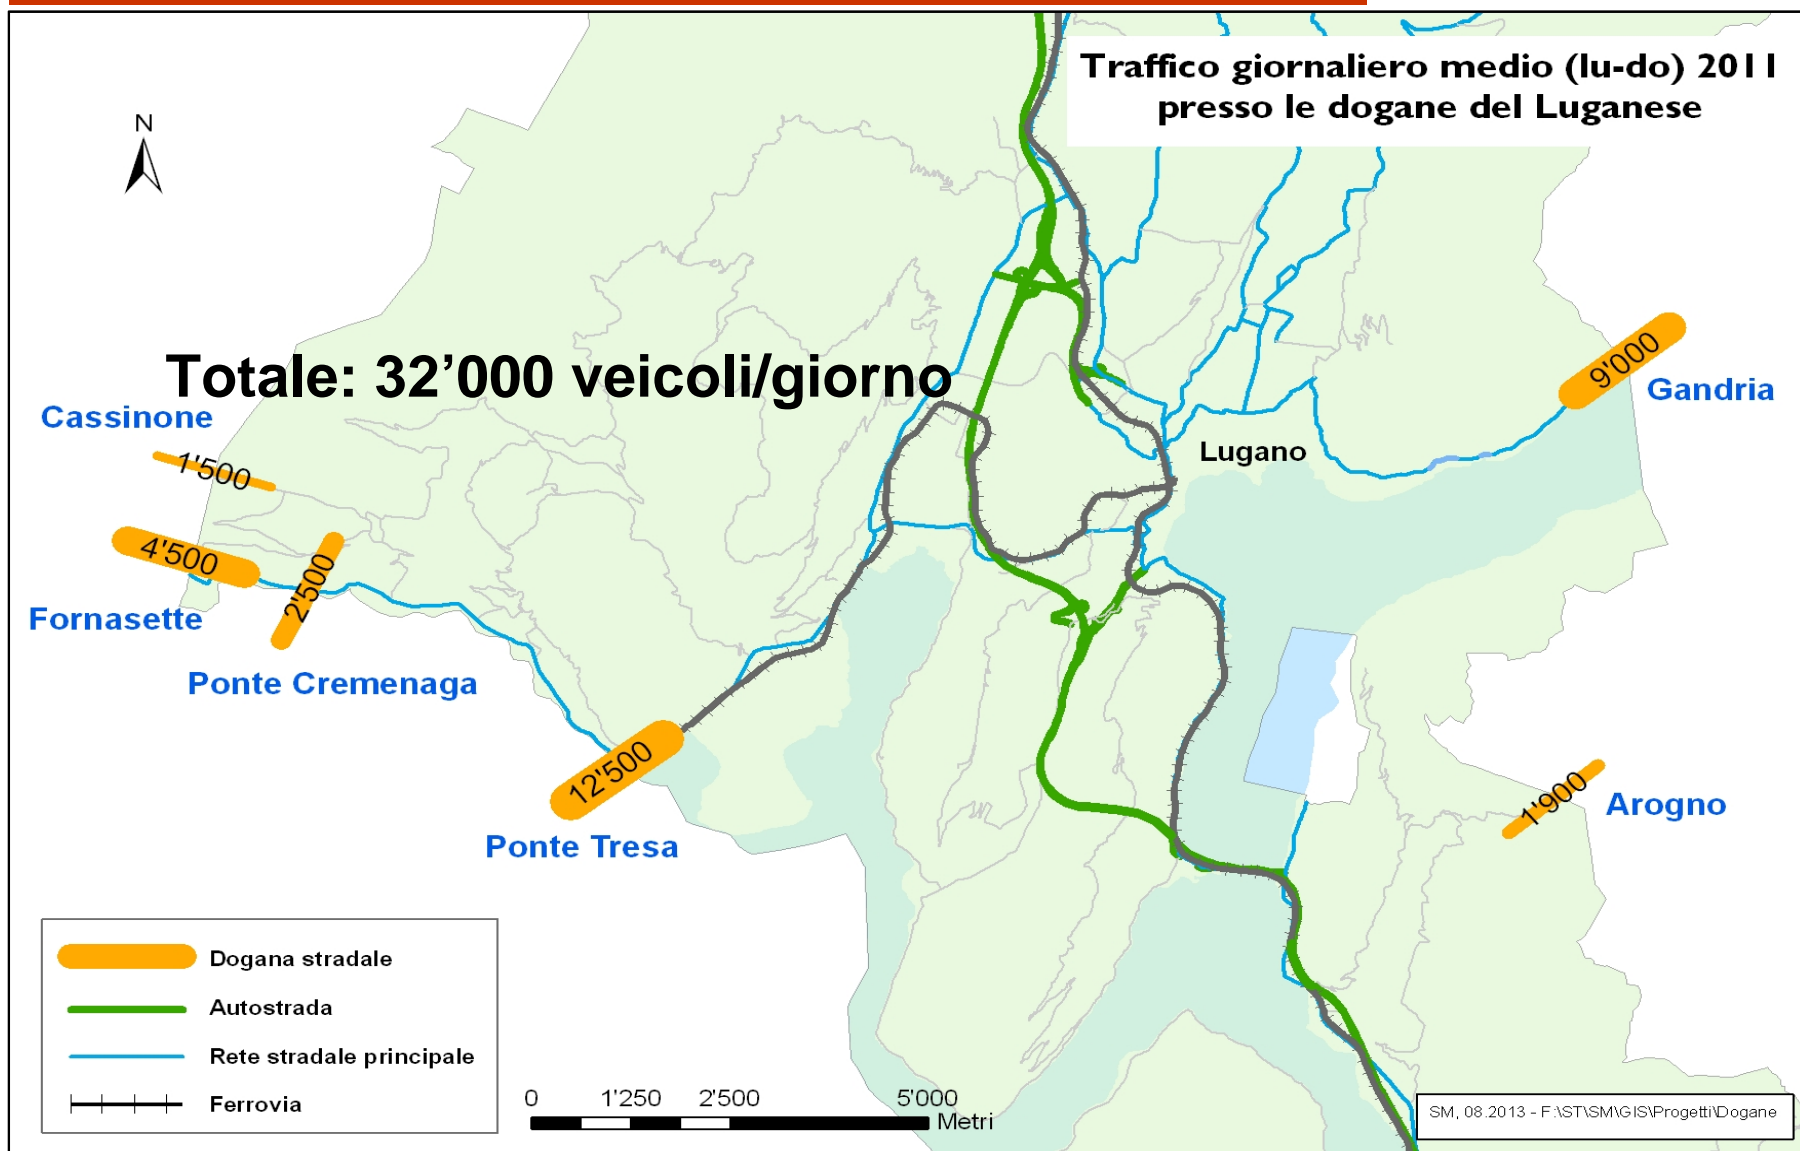 Traffico giornaliero medio (lu-do) 2011
presso le dogane del Luganese
N
Totale: 32’000 veicoli/giorno
Cassinone
1'500
4'500
Fornasette
2'500
Ponte Cremenaga
12'500
Ponte Tresa
Lugano
9'000
Gandria
1'900
Arogno
Dogana stradale
Autostrada
Rete stradale principale
Ferrovia
0 1'250 2'500 5'000
Metri
SM, 08.2013 - F:\ST\SM\GIS\Progetti\Dogane